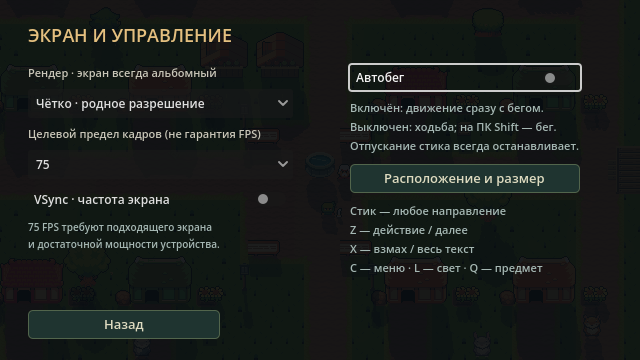 ЭКРАН И УПРАВЛЕНИЕ
Рендер · экран всегда альбомный
Чётко · родное разрешение
Целевой предел кадров (не гарантия FPS)
75
VSync · частота экрана
75 FPS требуют подходящего экрана
и достаточной мощности устройства.
Назад
Автобег
Включён: движение сразу с бегом.
Выключен: ходьба; на ПК Shift — бег.
Отпускание стика всегда останавливает.
Расположение и размер
Стик — любое направление
Z — действие / далее
X — взмах / весь текст
C — меню · L — свет · Q — предмет